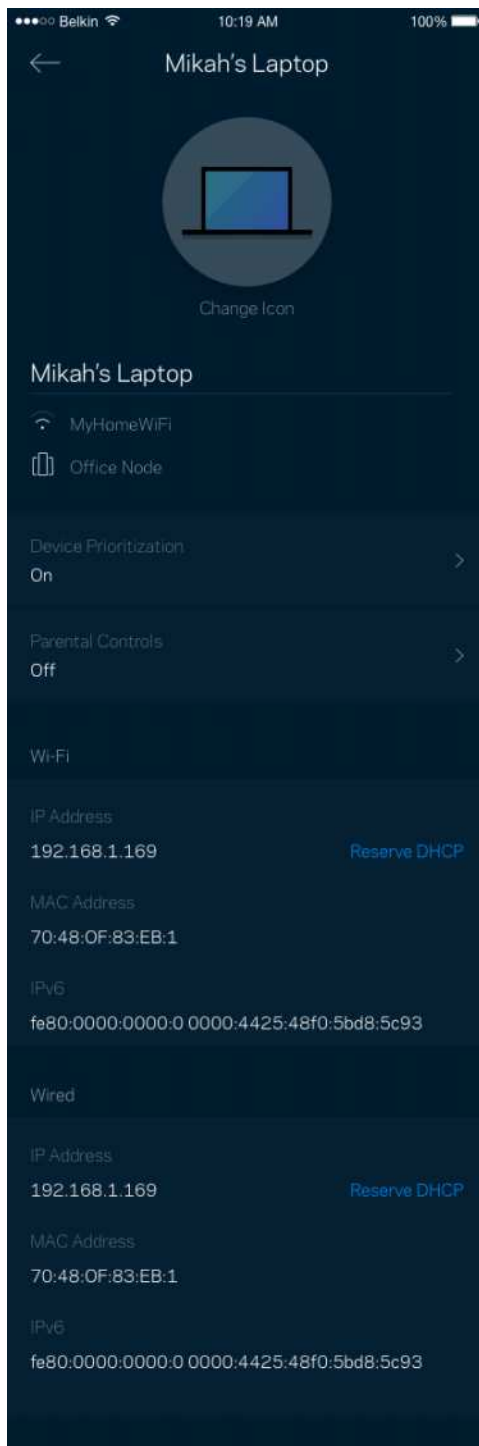 Belkin 10:19 AM 100%
Mikah's Laptop
Change Icon
Mikah's Laptop
MyHomeWiFi
Office Node
Device Prioritization
On
Parental Controls
Off
Wi-Fi
IP Address
192.168.1.169 Reserve DHCP
MAC Address
70:48:0F:83:EB:1
IPv6
fe80:0000:0000:0 0000:4425:48f0:5bd8:5c93
Wired
IP Address
192.168.1.169 Reserve DHCP
MAC Address
70:48:0F:83:EB:1
IPv6
fe80:0000:0000:0 0000:4425:48f0:5bd8:5c93